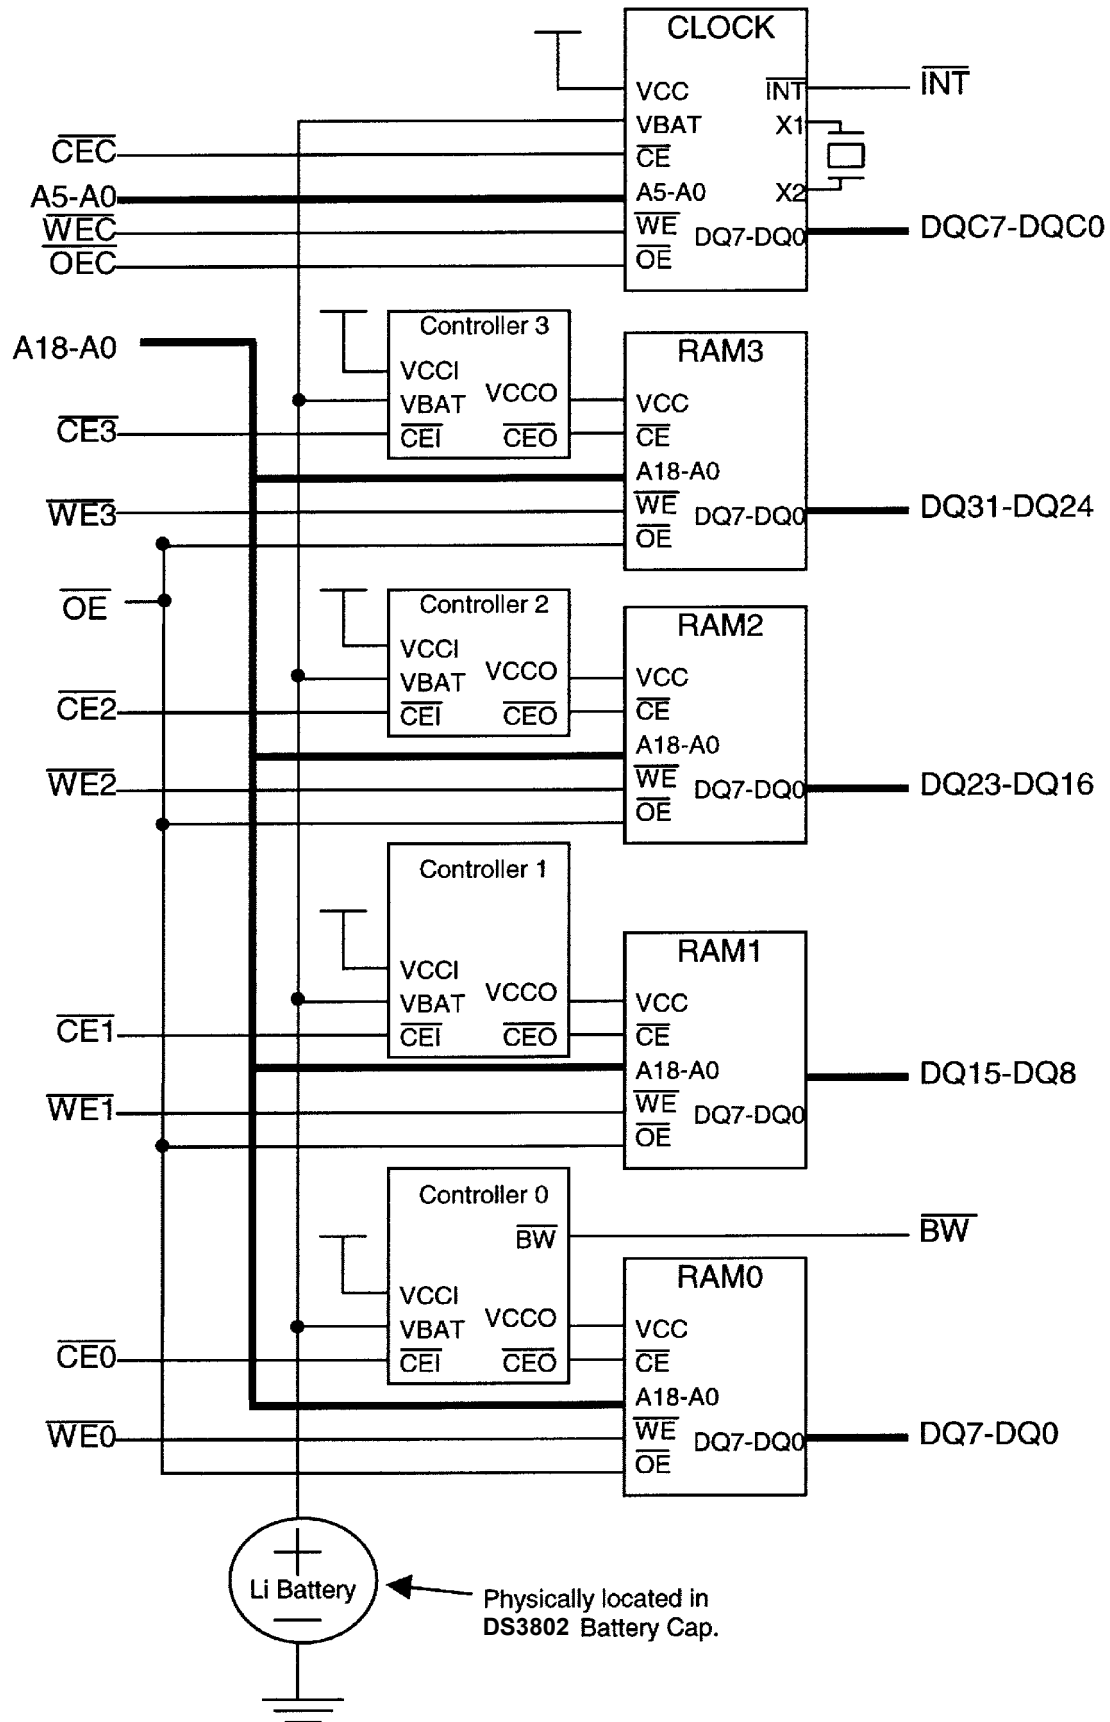 CLOCK
VCC
INT
INT
VBAT
X1
CEC
CE
A5-A0
A5-A0
X2
WEC
WE
DQ7-DQ0
DQC7-DQC0
OEC
OE
A18-A0
Controller 3
VCCI
VCCO
VBAT
CE3
CEI
CEO
RAM3
VCC
CE
A18-A0
WE3
WE
DQ7-DQ0
DQ31-DQ24
OE
OE
Controller 2
VCCI
VCCO
VBAT
CE2
CEI
CEO
RAM2
VCC
CE
A18-A0
WE2
WE
DQ7-DQ0
DQ23-DQ16
OE
Controller 1
VCCI
VCCO
VBAT
CE1
CEI
CEO
RAM1
VCC
CE
A18-A0
DQ15-DQ8
WE1
WE
DQ7-DQ0
OE
Controller 0
BW
BW
VCCI
VCCO
VBAT
CE0
CEI
CEO
RAM0
VCC
CE
A18-A0
WE0
WE
DQ7-DQ0
DQ7-DQ0
OE
Li Battery
Physically located in
DS3802 Battery Cap.